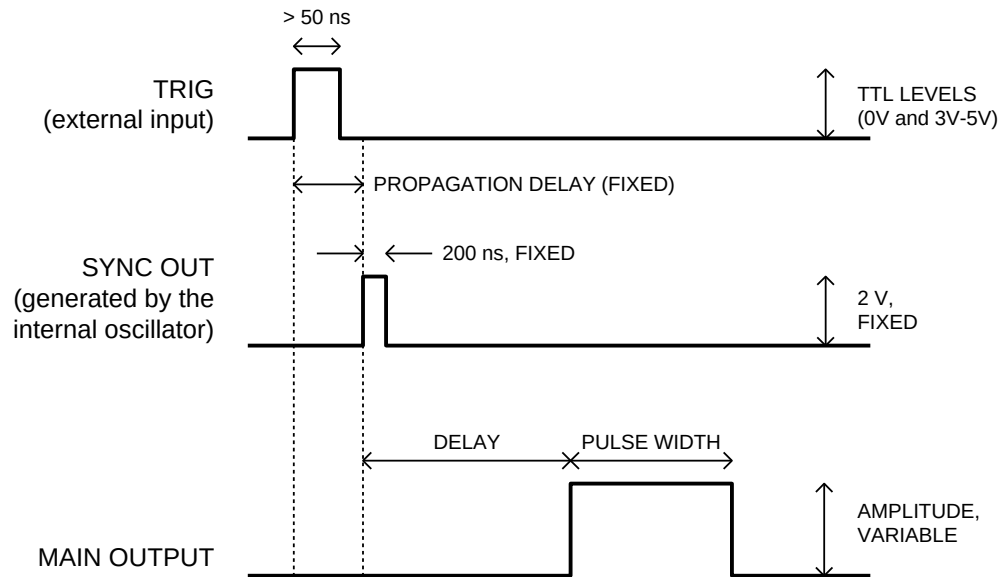 > 50 ns
TRIG
(external input)
TTL LEVELS
(0V and 3V-5V)
PROPAGATION DELAY (FIXED)
200 ns, FIXED
SYNC OUT
(generated by the
internal oscillator)
2 V,
FIXED
DELAY
PULSE WIDTH
AMPLITUDE,
VARIABLE
MAIN OUTPUT